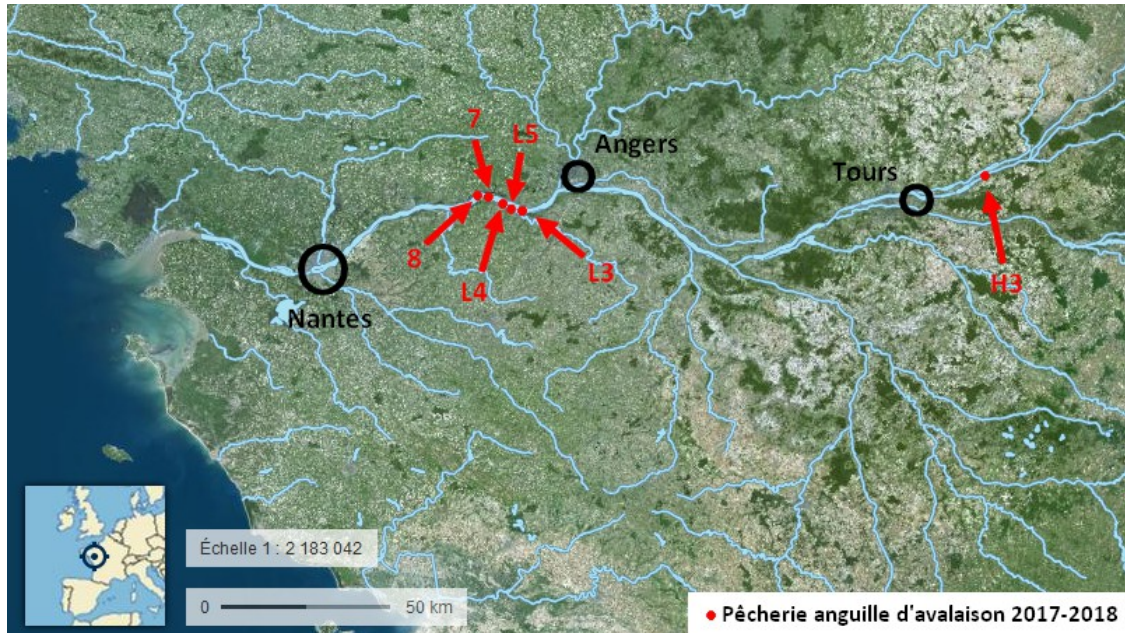 7
L5
Angers
Tours
8
L4
L3
H3
Nantes
Échelle 1 : 2 183 042
0 50 km
Pêcherie anguille d'avalaison 2017-2018